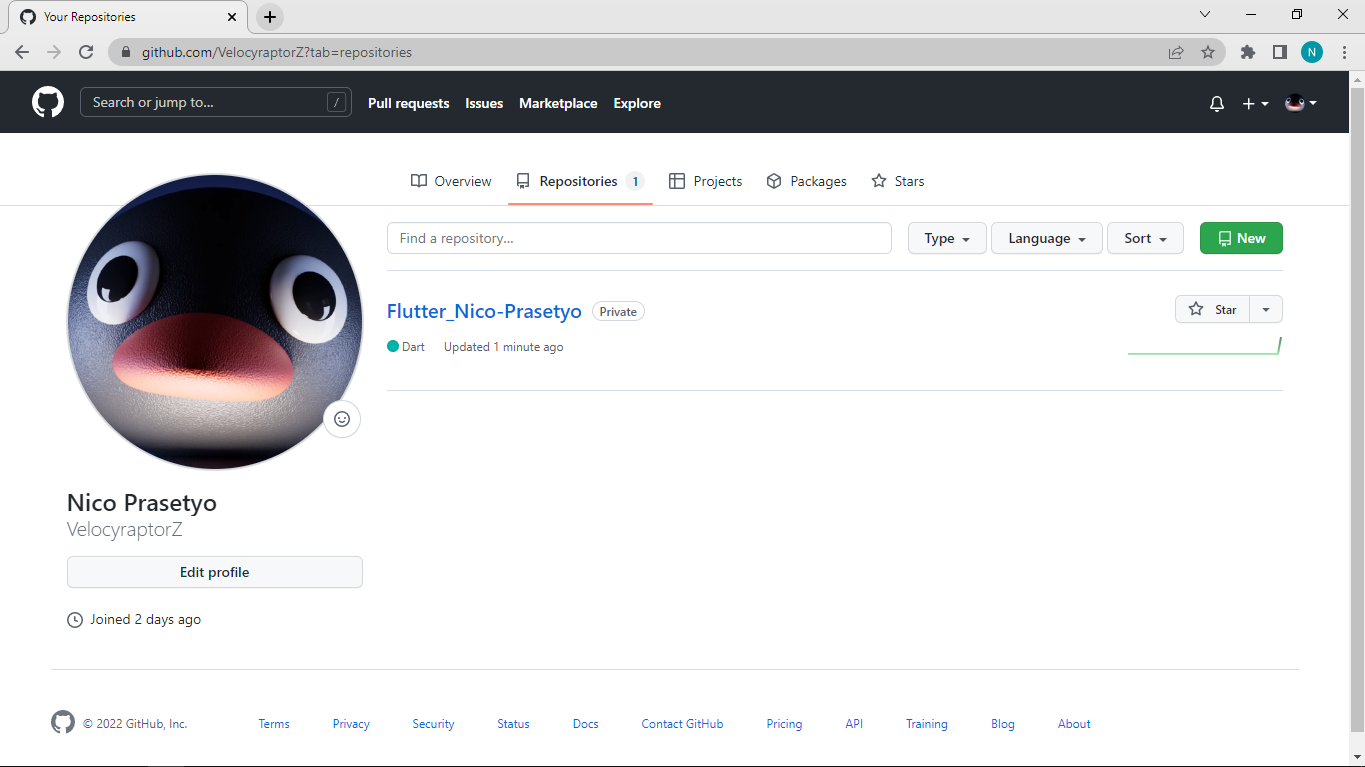 Your Repositories
github.com/VelocyraptorZ?tab=repositories
N
Search or jump to... /
Pull requests
Issues
Marketplace
Explore
Overview
Repositories 1
Projects
Packages
Stars
Find a repository...
Type
Language
Sort
New
Flutter_Nico-Prasetyo Private
Star
Dart Updated 1 minute ago
Nico Prasetyo
VelocyraptorZ
Edit profile
Joined 2 days ago
© 2022 GitHub, Inc.
Terms
Privacy
Security
Status
Docs
Contact GitHub
Pricing
API
Training
Blog
About